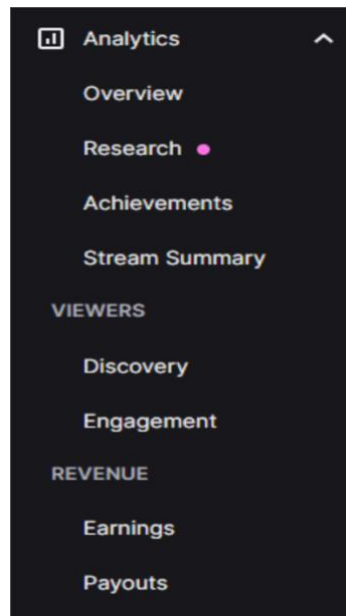 Analytics
Overview
Research
Achievements
Stream Summary
VIEWERS
Discovery
Engagement
REVENUE
Earnings
Payouts